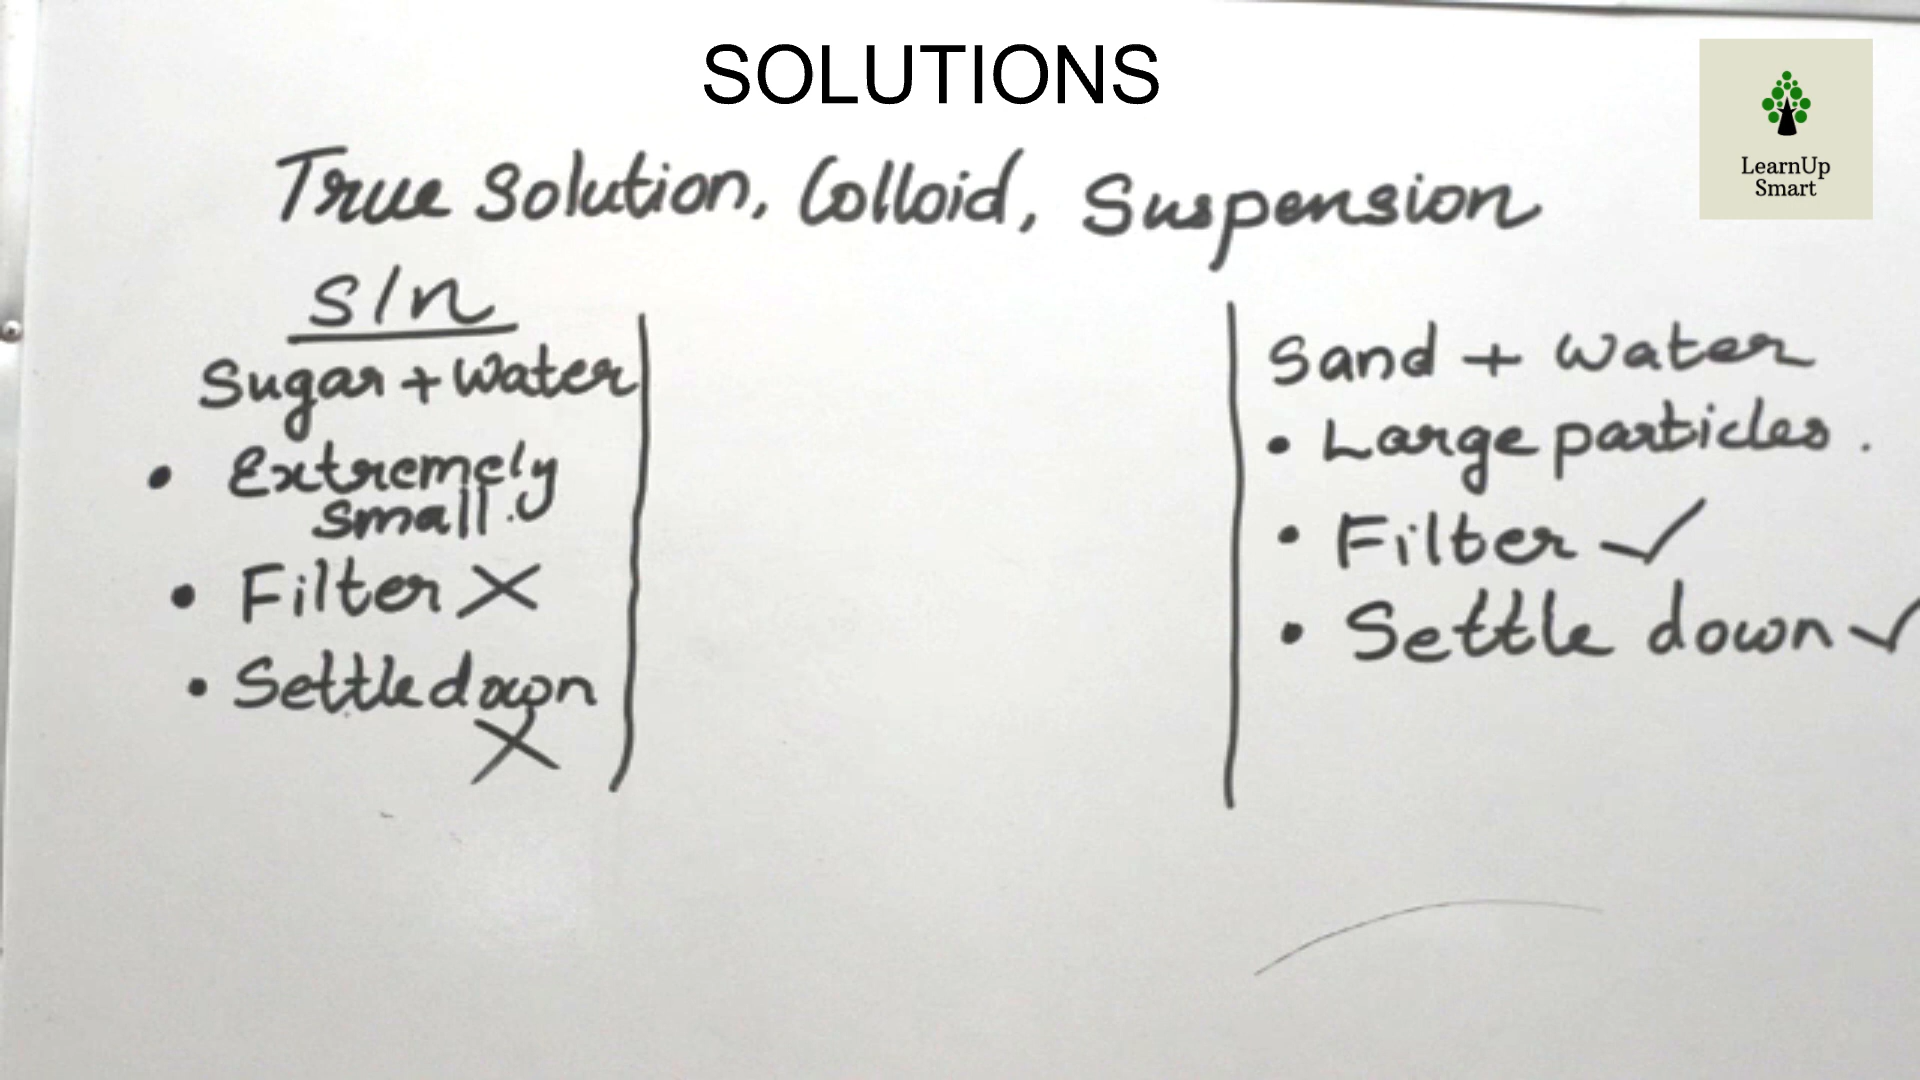 SOLUTIONS
LearnUp
Smart
True Solution, Colloid, Suspension
S/n
Sugar + Water
• Extremely
small.
• Filter X
• Settle down
X
Sand + Water
• Large particles.
• Filter ✓
• Settle down ✓